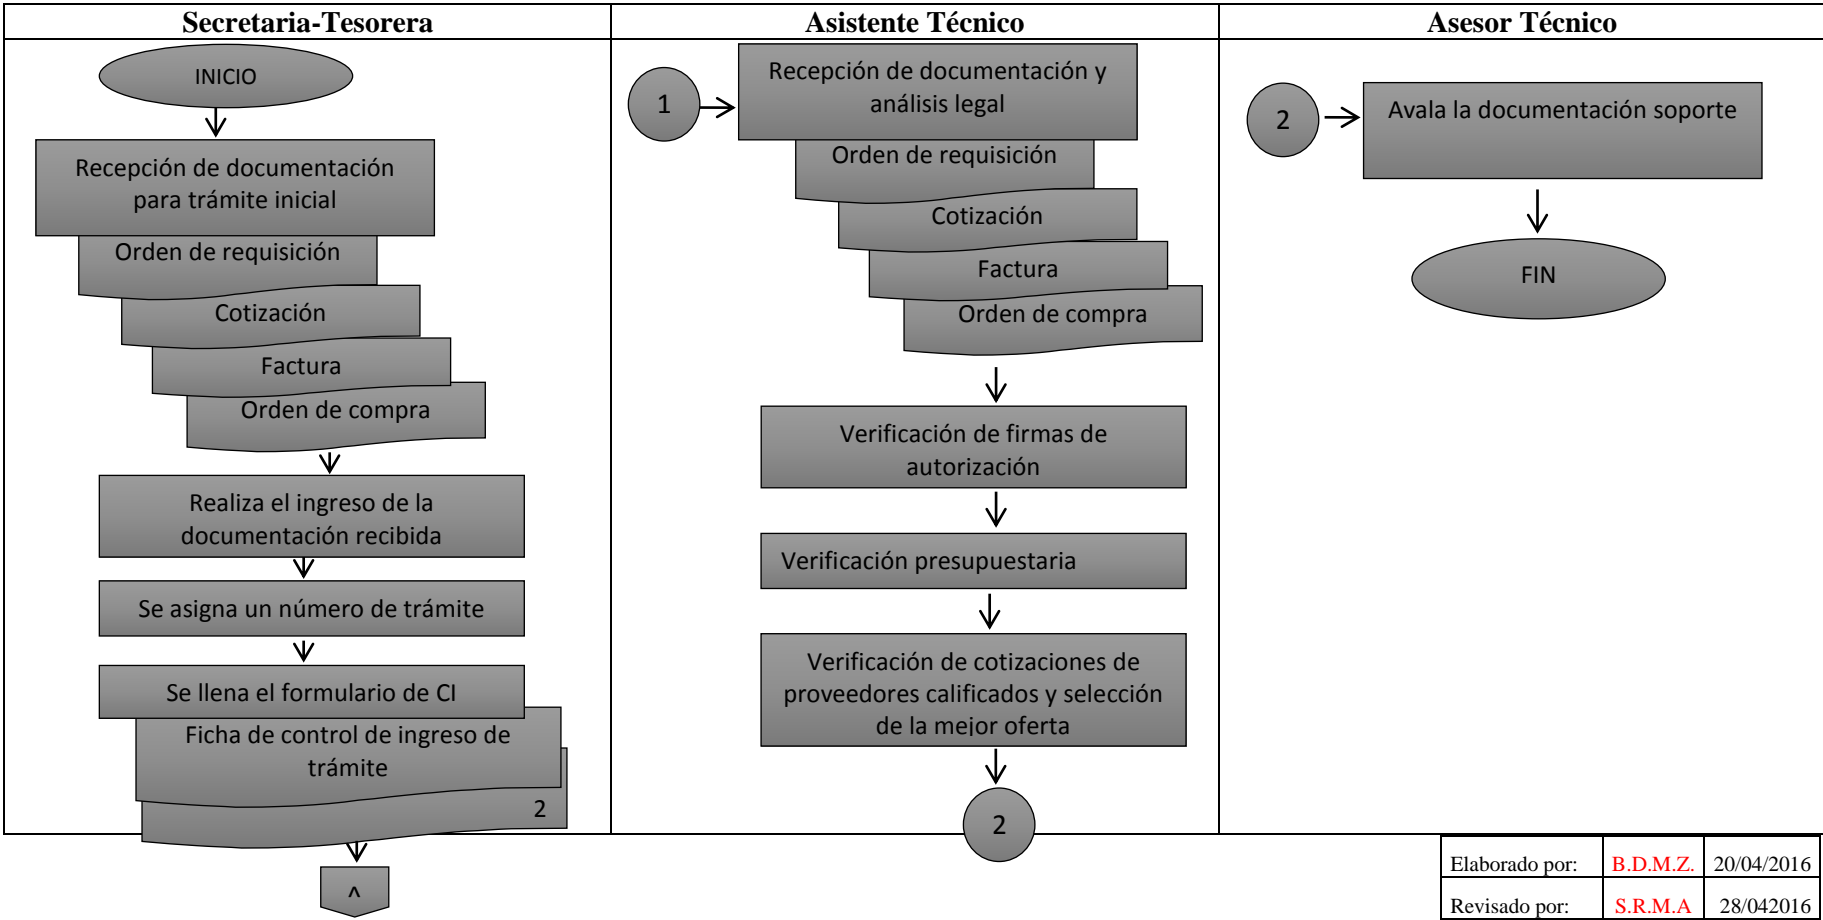 Secretaria-Tesorera
Asistente Técnico
Asesor Técnico
INICIO
Recepción de documentación
para trámite inicial
Orden de requisición
Cotización
Factura
Orden de compra
Realiza el ingreso de la
documentación recibida
Se asigna un número de trámite
Se llena el formulario de CI
Ficha de control de ingreso de
trámite
2
^
1
Recepción de documentación y
análisis legal
Orden de requisición
Cotización
Factura
Orden de compra
Verificación de firmas de
autorización
Verificación presupuestaria
Verificación de cotizaciones de
proveedores calificados y selección
de la mejor oferta
2
2
Avala la documentación soporte
FIN
Elaborado por: B.D.M.Z. 20/04/2016
Revisado por: S.R.M.A 28/042016